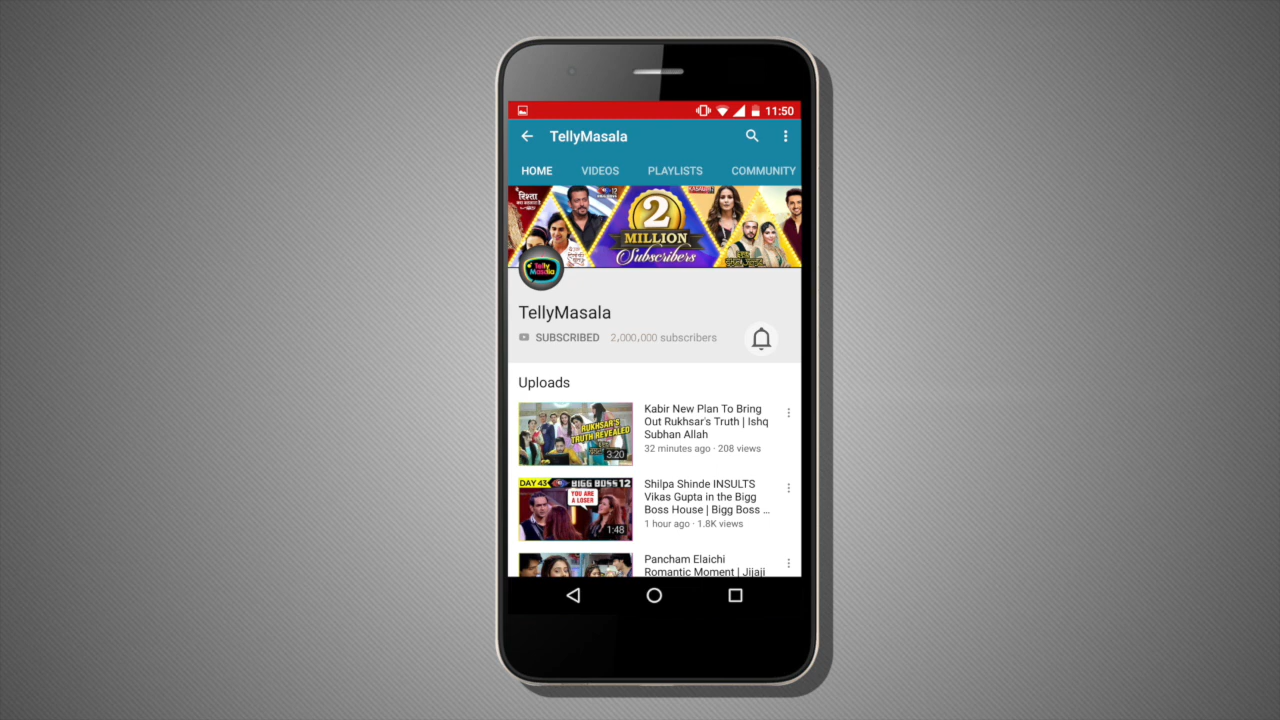 11:50
TellyMasala
HOME VIDEOS PLAYLISTS COMMUNITY
रिश्ता
2
MILLION
Subscribers
Telly
Masala
TellyMasala
SUBSCRIBED 2,000,000 subscribers
Uploads
RUKHSAR'S
TRUTH REVEALED
3:20
Kabir New Plan To Bring
Out Rukhsar's Truth | Ishq
Subhan Allah
32 minutes ago · 208 views
DAY 43 BIGG BOSS 12
YOU ARE
A LOSER
1:48
Shilpa Shinde INSULTS
Vikas Gupta in the Bigg
Boss House | Bigg Boss ...
1 hour ago · 1.8K views
Pancham Elaichi
Romantic Moment | Jijaji